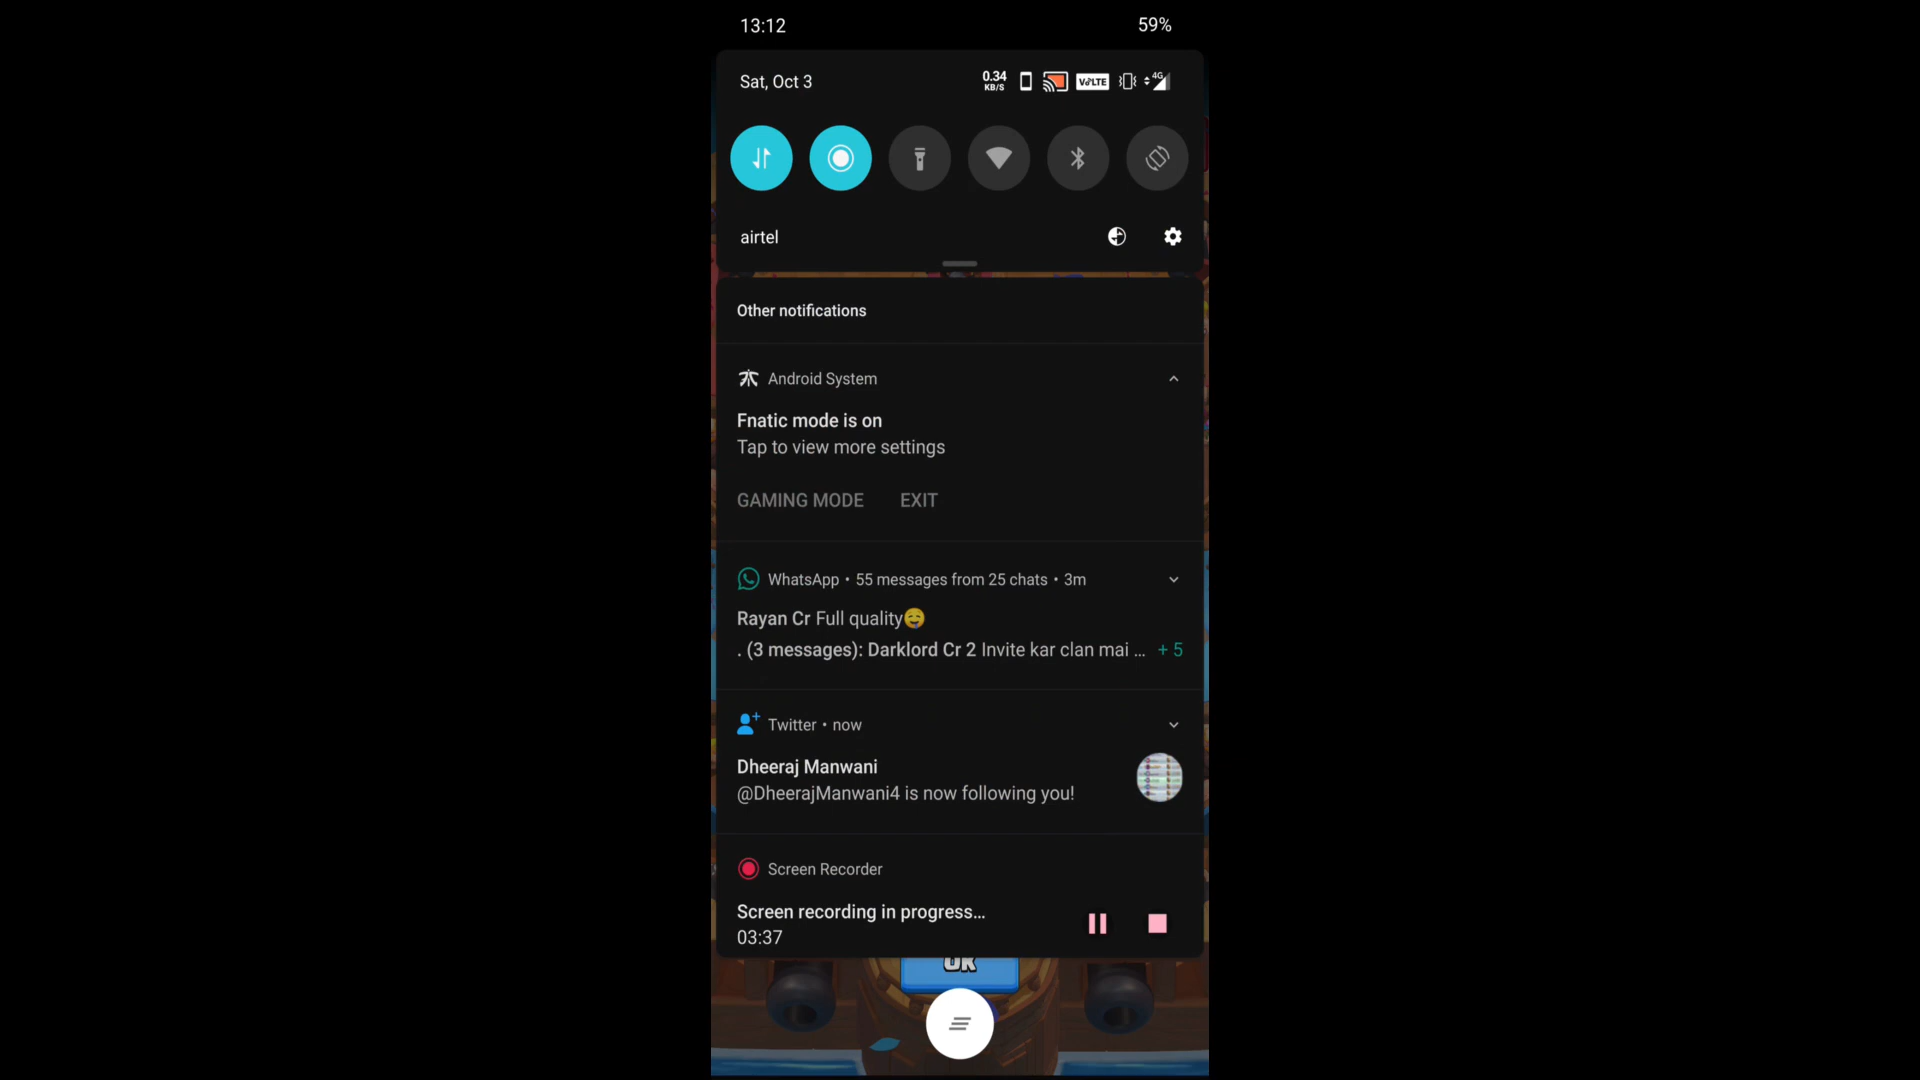 13:12
59%
Sat, Oct 3
0.34
KB/S
VoLTE
4G
airtel
Other notifications
Android System
Fnatic mode is on
Tap to view more settings
GAMING MODE EXIT
WhatsApp • 55 messages from 25 chats • 3m
Rayan Cr Full quality🤤
. (3 messages): Darklord Cr 2 Invite kar clan mai ... + 5
Twitter • now
Dheeraj Manwani
@DheerajManwani4 is now following you!
Screen Recorder
Screen recording in progress...
03:37
OK